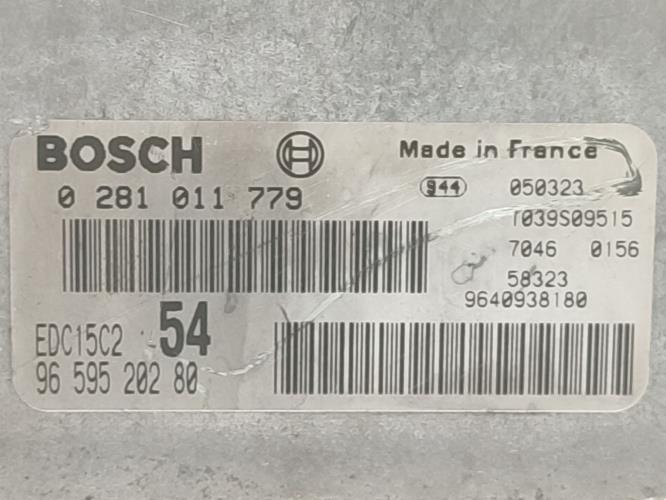 BOSCH
Made in France
0 281 011 779
944 050323
1039S09515
7046 0156
58323
9640938180
EDC15C2 54
96 595 202 80